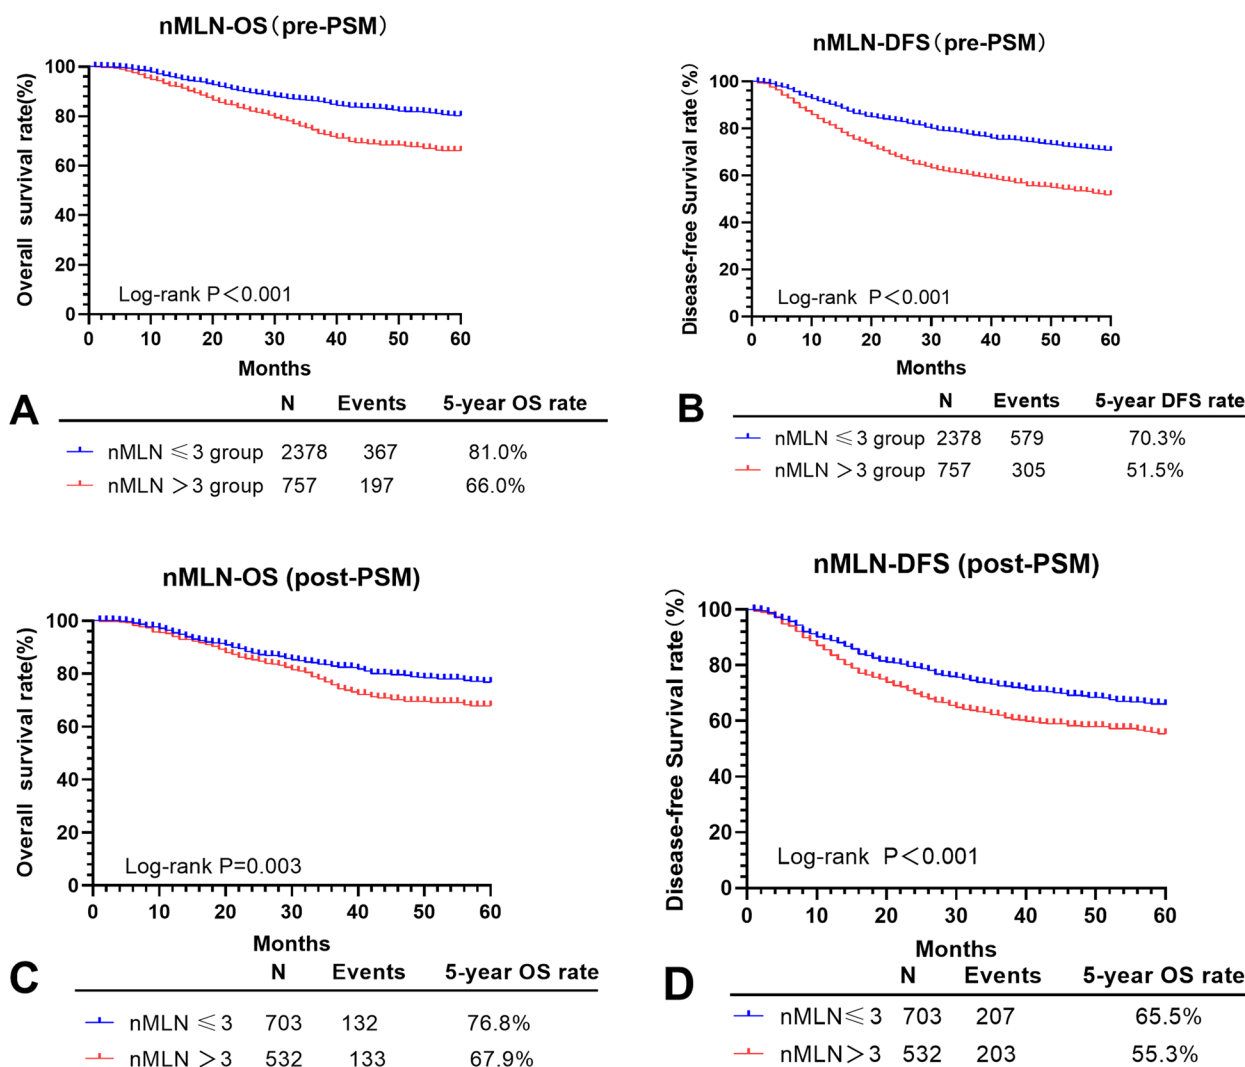 nMLN-OS（pre-PSM）
Overall survival rate(%)
100
80
60
40
20
0
Log-rank P＜0.001
0 10 20 30 40 50 60
Months
A
N Events 5-year OS rate
nMLN ≤3 group 2378 367 81.0%
nMLN ＞3 group 757 197 66.0%
nMLN-DFS（pre-PSM）
Disease-free Survival rate（%）
100
80
60
40
20
0
Log-rank P＜0.001
0 10 20 30 40 50 60
Months
B
N Events 5-year DFS rate
nMLN ≤3 group 2378 579 70.3%
nMLN ＞3 group 757 305 51.5%
nMLN-OS (post-PSM)
Overall survival rate(%)
100
80
60
40
20
0
Log-rank P=0.003
0 10 20 30 40 50 60
Months
C
N Events 5-year OS rate
nMLN ≤3 703 132 76.8%
nMLN ＞3 532 133 67.9%
nMLN-DFS (post-PSM)
Disease-free Survival rate（%）
100
80
60
40
20
0
Log-rank P＜0.001
0 10 20 30 40 50 60
Months
D
N Events 5-year OS rate
nMLN≤3 703 207 65.5%
nMLN＞3 532 203 55.3%